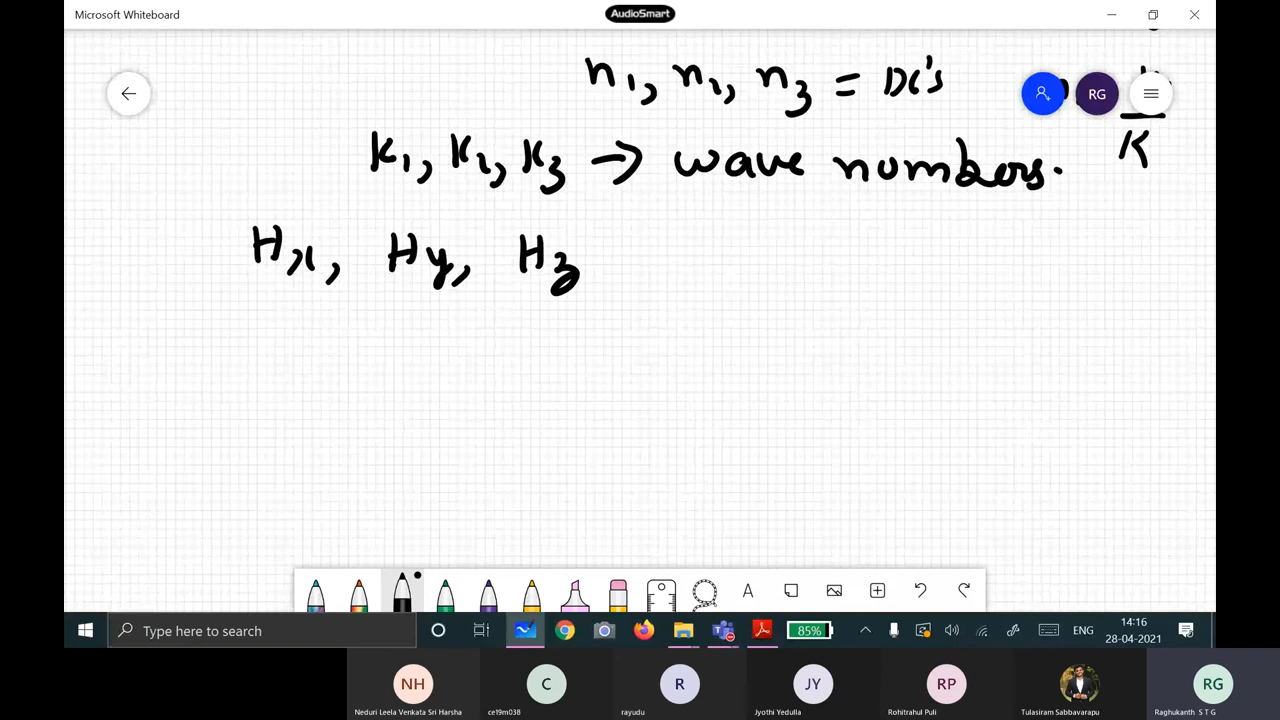 Microsoft Whiteboard
AudioSmart
n1, n2, n3 = DC's
RG
k1, k2, k3 → wave numbers.
K
Hx, Hy, Hz
A
Type here to search
85%
ENG
14:16
28-04-2021
NH
C
R
JY
RP
RG
Neduri Leela Venkata Sri Harsha
ce19m038
rayudu
Jyothi Yedulla
Rohitrahul Puli
Tulasiram Sabbavarapu
Raghukanth S T G